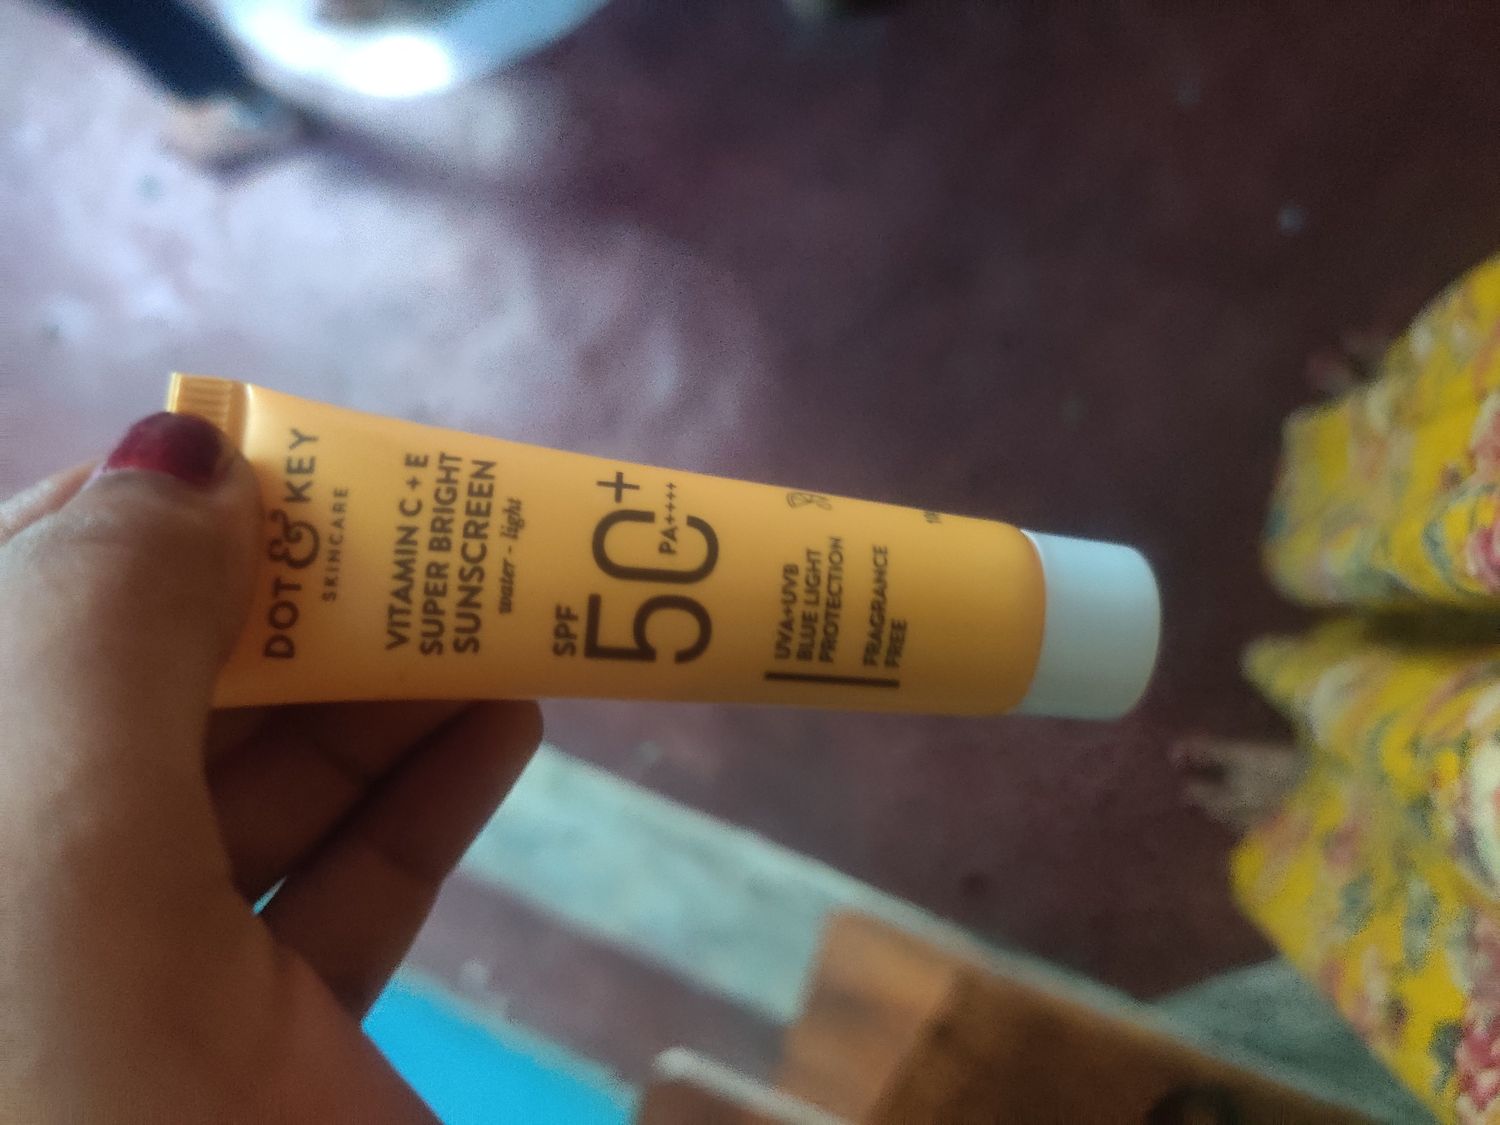 DOT & KEY
SKINCARE
VITAMIN C + E
SUPER BRIGHT
SUNSCREEN
water - light
SPF
50+
PA++++
UVA+UVB
BLUE LIGHT
PROTECTION
FRAGRANCE
FREE